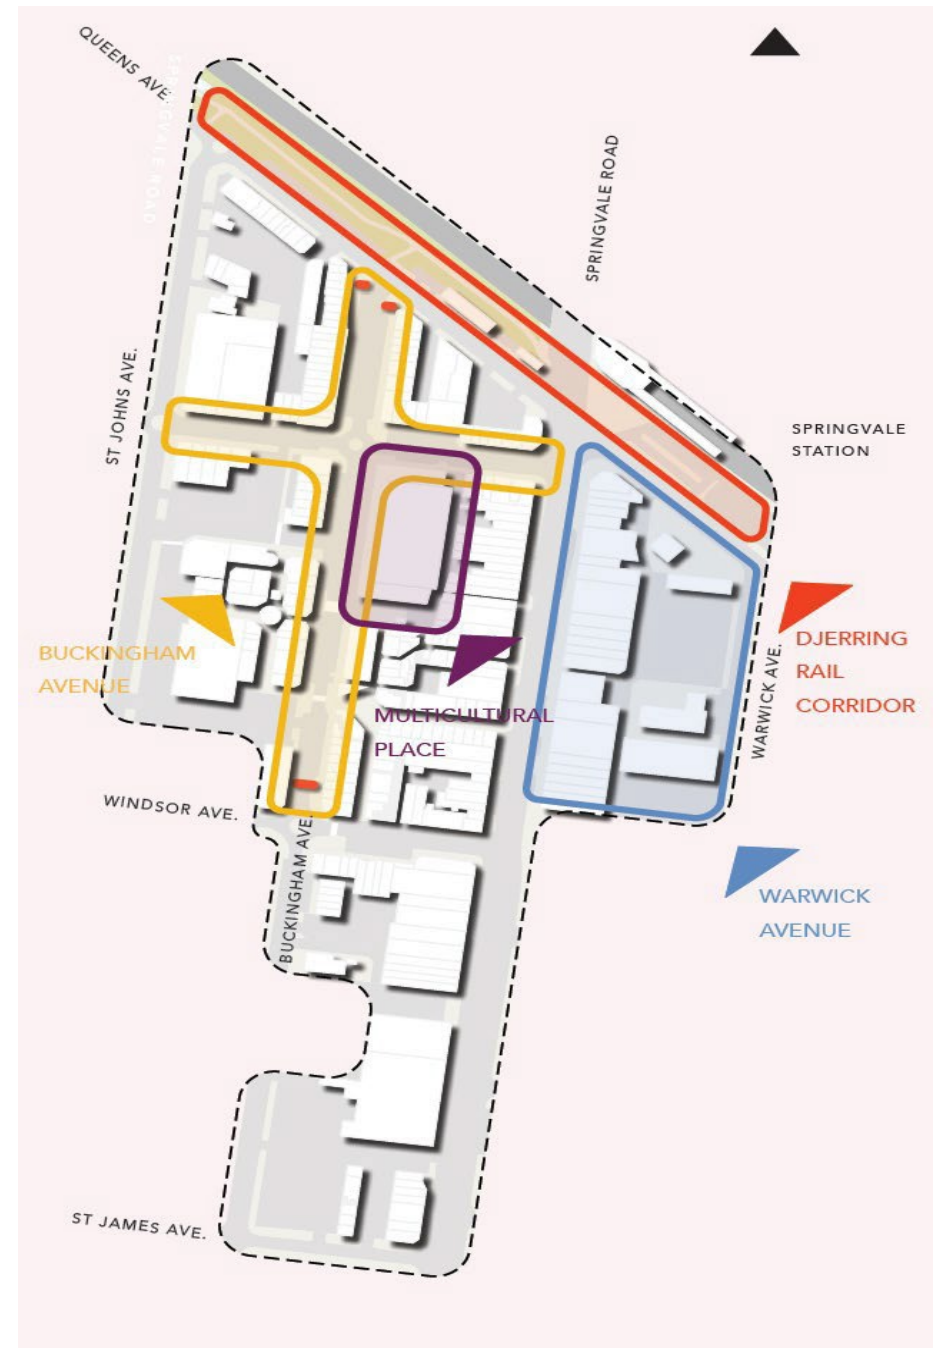 QUEENS AVE.
SPRINGVALE ROAD
SPRINGVALE ROAD
ST JOHNS AVE.
SPRINGVALE
STATION
BUCKINGHAM
AVENUE
DJERRING
RAIL
CORRIDOR
WARWICK AVE.
MULTICULTURAL
PLACE
WINDSOR AVE.
BUCKINGHAM AVE.
WARWICK
AVENUE
ST JAMES AVE.